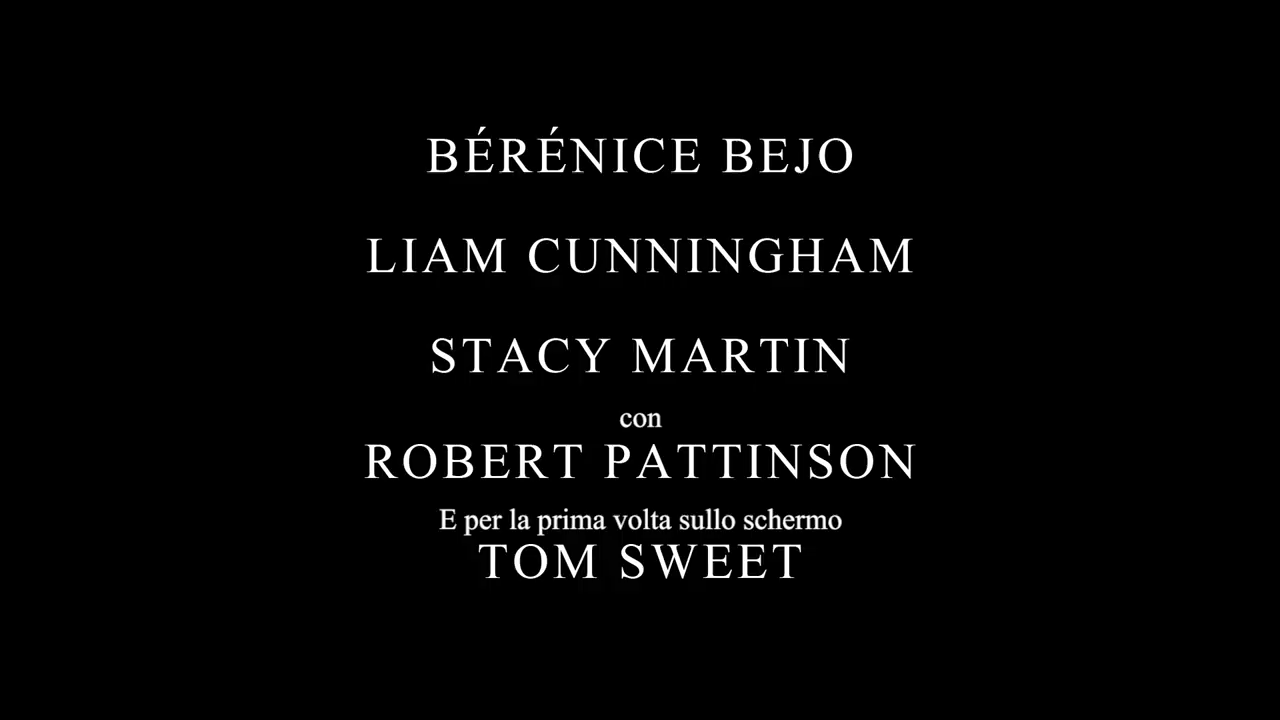 BÉRÉNICE BEJO
LIAM CUNNINGHAM
STACY MARTIN
con
ROBERT PATTINSON
E per la prima volta sullo schermo
TOM SWEET